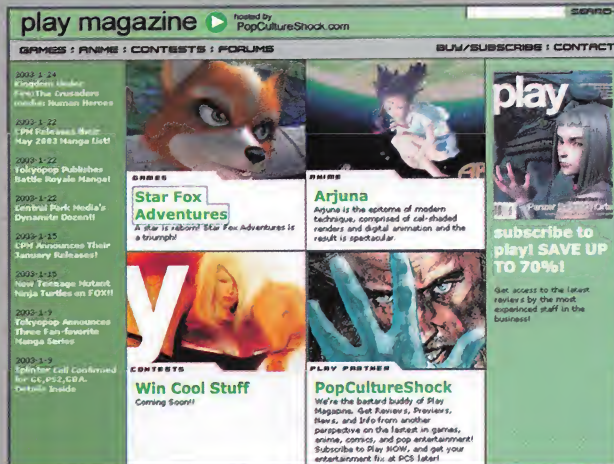 play magazine
hosted by
PopCultureShock.com
SEARCH
GAMES : ANIME : CONTESTS : FORUMS
BUY/SUBSCRIBE : CONTACT
2003-1-24
Kingdom Under
Fire:The Crusaders
media: Human Heroes
2003-1-22
CPM Releases their
May 2003 Manga List!
2003-1-22
Tokyopop Publishes
Battle Royale Manga!
2003-1-22
Central Park Media's
Dynamite Docent!
2003-1-15
CPM Announces Their
January Releases!
2003-1-15
New Teenage Mutant
Ninja Turtles on FOX!!
2003-1-9
Tokyopop Announces
Three Fan-favorite
Manga Series
2003-1-9
Splinter Cell Confirmed
for GC,PS2,GBA.
Details Inside
GAMES
Star Fox
Adventures
A star is reborn! Star Fox Adventures is
a triumph!
ANIME
Arjuna
Arjuna is the epitome of modern
technique, comprised of cel-shaded
renders and digital animation and the
result is spectacular.
y
CONTESTS
Win Cool Stuff
Coming Soon!!
PLAY PARTNER
PopCultureShock
We're the bastard buddy of Play
Magazine. Get Reviews, Previews,
News, and Info from another
perspective on the lastest in games,
anime, comics, and pop entertainment!
Subscribe to Play NOW, and get your
entertainment fix at PCS later!
play
Panzer
subscribe to
play! SAVE UP
TO 70%!
Get access to the latest
reviews by the most
experinced staff in the
business!